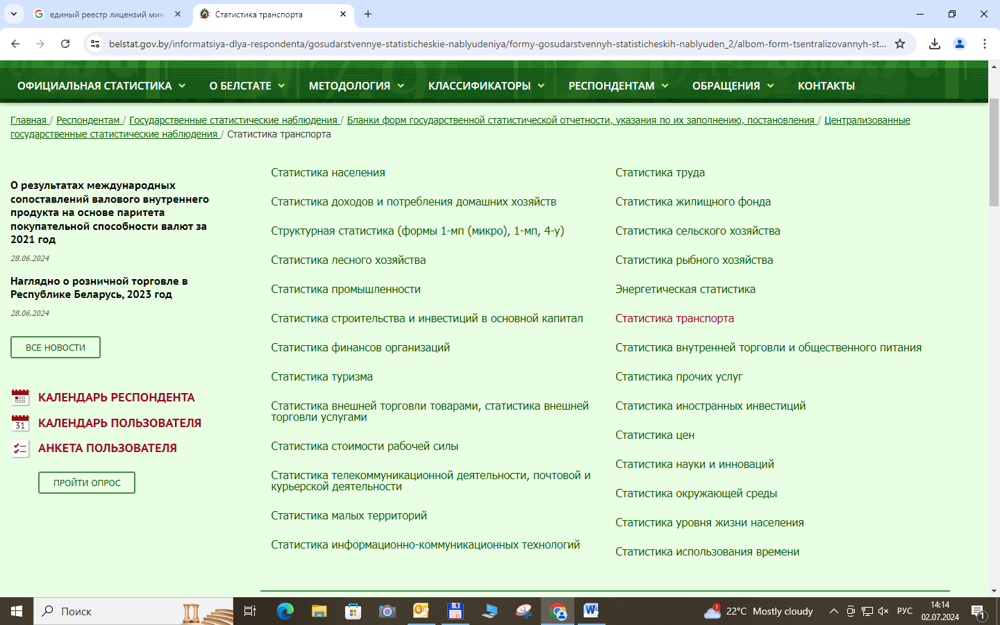 единый реестр лицензий мин
Статистика транспорта
belstat.gov.by/informatsiya-dlya-respondenta/gosudarstvennye-statisticheskie-nablyudeniya/formy-gosudarstvennyh-statisticheskih-nablyuden_2/albom-form-tsentralizovannyh-st...
ОФИЦИАЛЬНАЯ СТАТИСТИКА О БЕЛСТАТЕ МЕТОДОЛОГИЯ КЛАССИФИКАТОРЫ РЕСПОНДЕНТАМ ОБРАЩЕНИЯ КОНТАКТЫ
Главная / Респондентам / Государственные статистические наблюдения / Бланки форм государственной статистической отчетности, указания по их заполнению, постановления / Централизованные
государственные статистические наблюдения / Статистика транспорта
О результатах международных
сопоставлений валового внутреннего
продукта на основе паритета
покупательной способности валют за
2021 год
28.06.2024
Наглядно о розничной торговле в
Республике Беларусь, 2023 год
28.06.2024
ВСЕ НОВОСТИ
КАЛЕНДАРЬ РЕСПОНДЕНТА
31 КАЛЕНДАРЬ ПОЛЬЗОВАТЕЛЯ
АНКЕТА ПОЛЬЗОВАТЕЛЯ
ПРОЙТИ ОПРОС
Статистика населения
Статистика доходов и потребления домашних хозяйств
Структурная статистика (формы 1-мп (микро), 1-мп, 4-у)
Статистика лесного хозяйства
Статистика промышленности
Статистика строительства и инвестиций в основной капитал
Статистика финансов организаций
Статистика туризма
Статистика внешней торговли товарами, статистика внешней
торговли услугами
Статистика стоимости рабочей силы
Статистика телекоммуникационной деятельности, почтовой и
курьерской деятельности
Статистика малых территорий
Статистика информационно-коммуникационных технологий
Статистика труда
Статистика жилищного фонда
Статистика сельского хозяйства
Статистика рыбного хозяйства
Энергетическая статистика
Статистика транспорта
Статистика внутренней торговли и общественного питания
Статистика прочих услуг
Статистика иностранных инвестиций
Статистика цен
Статистика науки и инноваций
Статистика окружающей среды
Статистика уровня жизни населения
Статистика использования времени
Поиск
1
22°C Mostly cloudy
РУС
14:14
02.07.2024
1